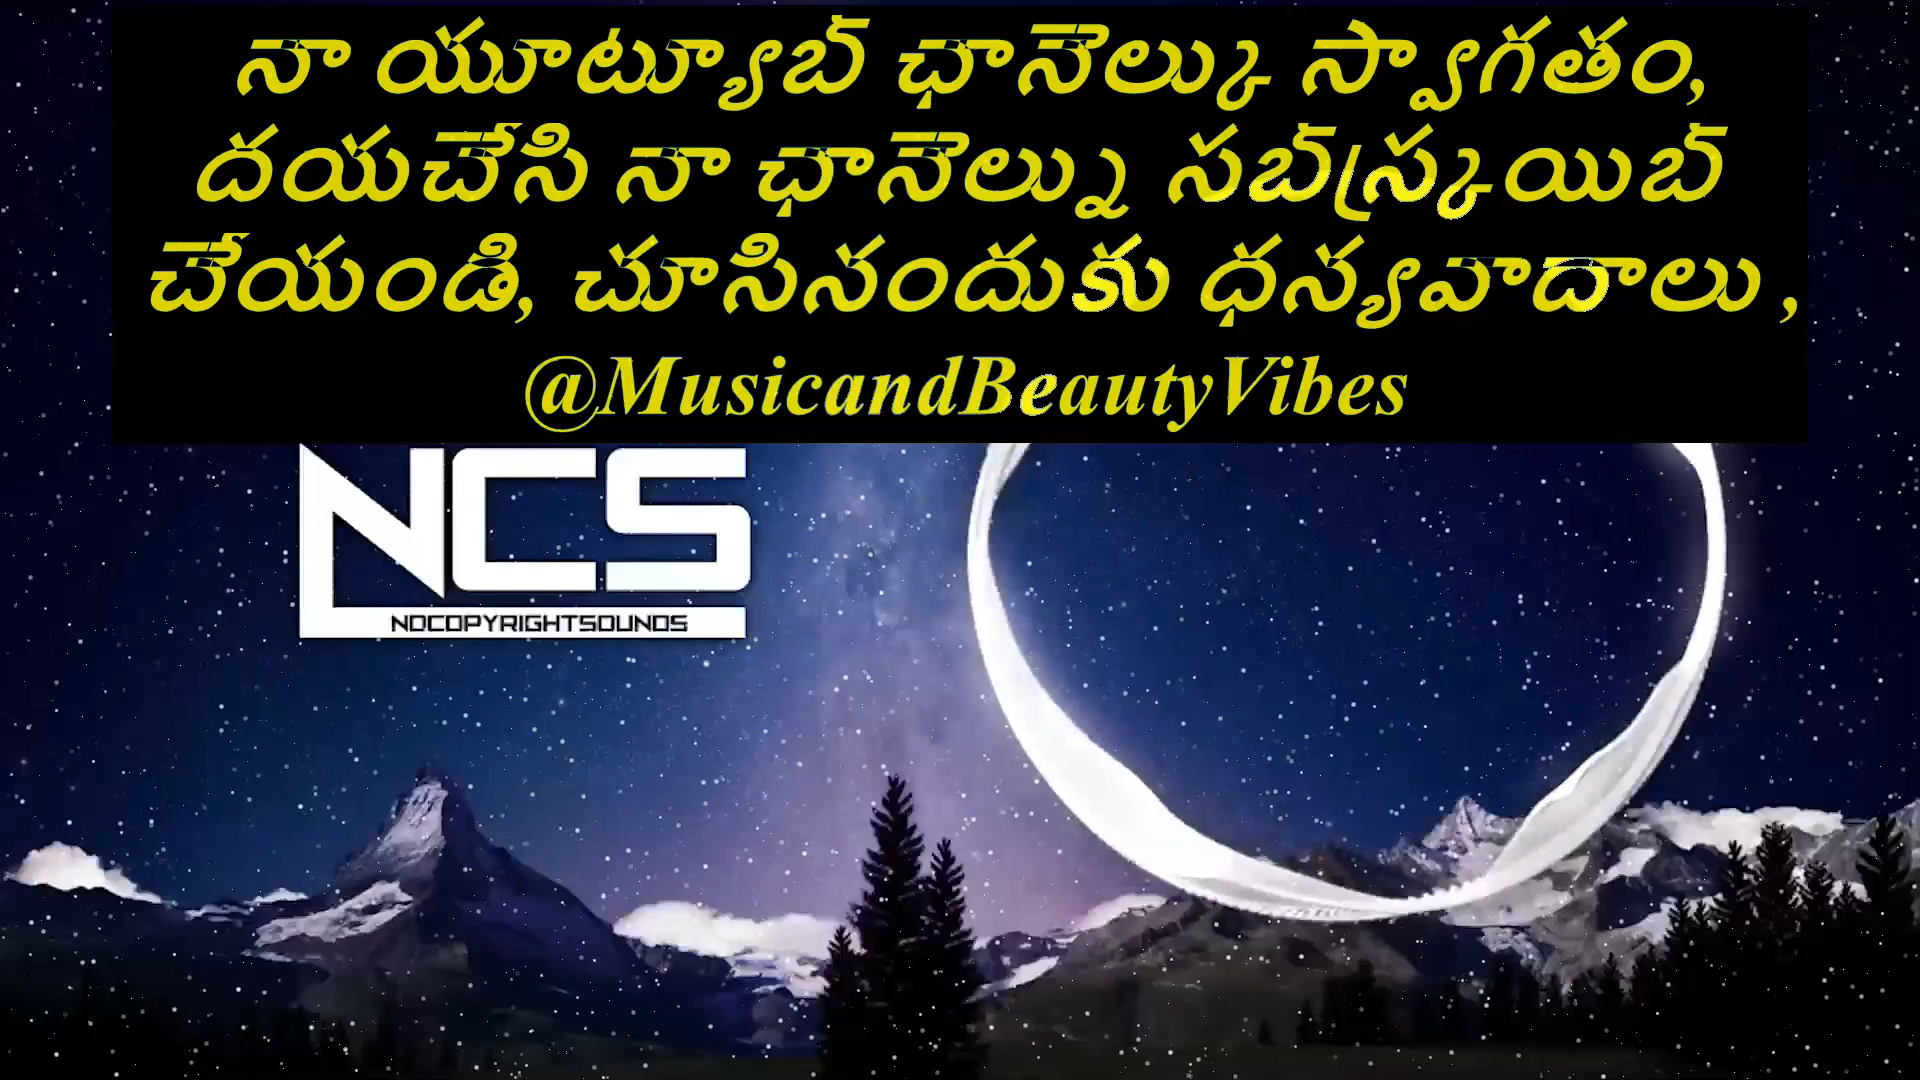 నా యూట్యూబ్ ఛానెల్కు స్వాగతం,
దయచేసి నా ఛానెల్ను సబ్స్క్రయిబ్
చేయండి, చూసినందుకు ధన్యవాదాలు ,
@MusicandBeautyVibes
NCS
NOCOPYRIGHTSOUNDS